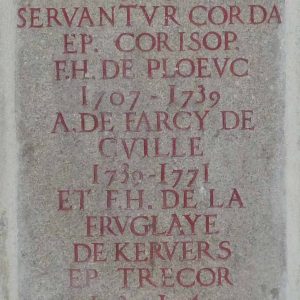 SERVANTVR CORDA
EP. CORISOP.
F.H. DE PLOEVC
1707-1739
A. DE FARCY DE
CVILLE
1739-1771
ET F.H. DE LA
FRVGLAYE
DE KERVERS
EP TRECOR